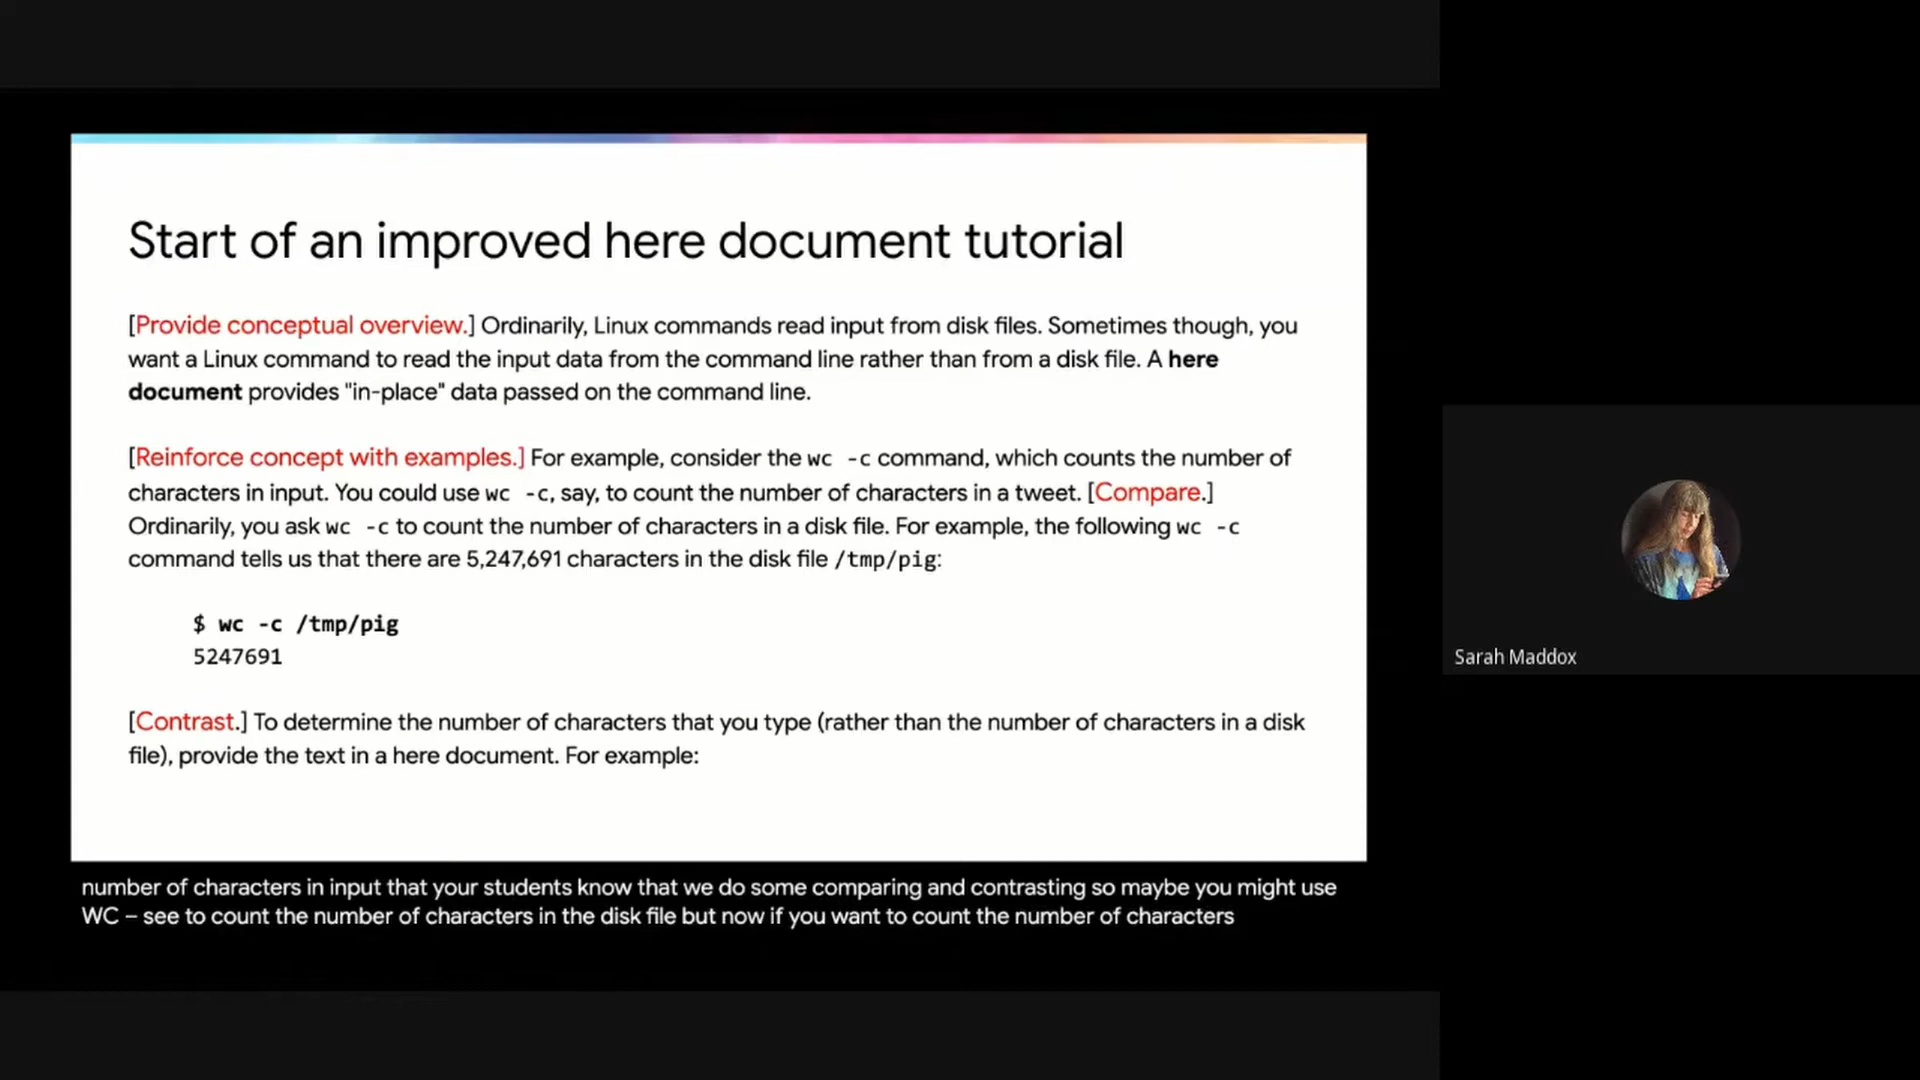 Start of an improved here document tutorial
[Provide conceptual overview.] Ordinarily, Linux commands read input from disk files. Sometimes though, you
want a Linux command to read the input data from the command line rather than from a disk file. A here
document provides "in-place" data passed on the command line.
[Reinforce concept with examples.] For example, consider the wc -c command, which counts the number of
characters in input. You could use wc -c, say, to count the number of characters in a tweet. [Compare.]
Ordinarily, you ask wc -c to count the number of characters in a disk file. For example, the following wc -c
command tells us that there are 5,247,691 characters in the disk file /tmp/pig:
$ wc -c /tmp/pig
5247691
[Contrast.] To determine the number of characters that you type (rather than the number of characters in a disk
file), provide the text in a here document. For example:
number of characters in input that your students know that we do some comparing and contrasting so maybe you might use
WC – see to count the number of characters in the disk file but now if you want to count the number of characters
Sarah Maddox